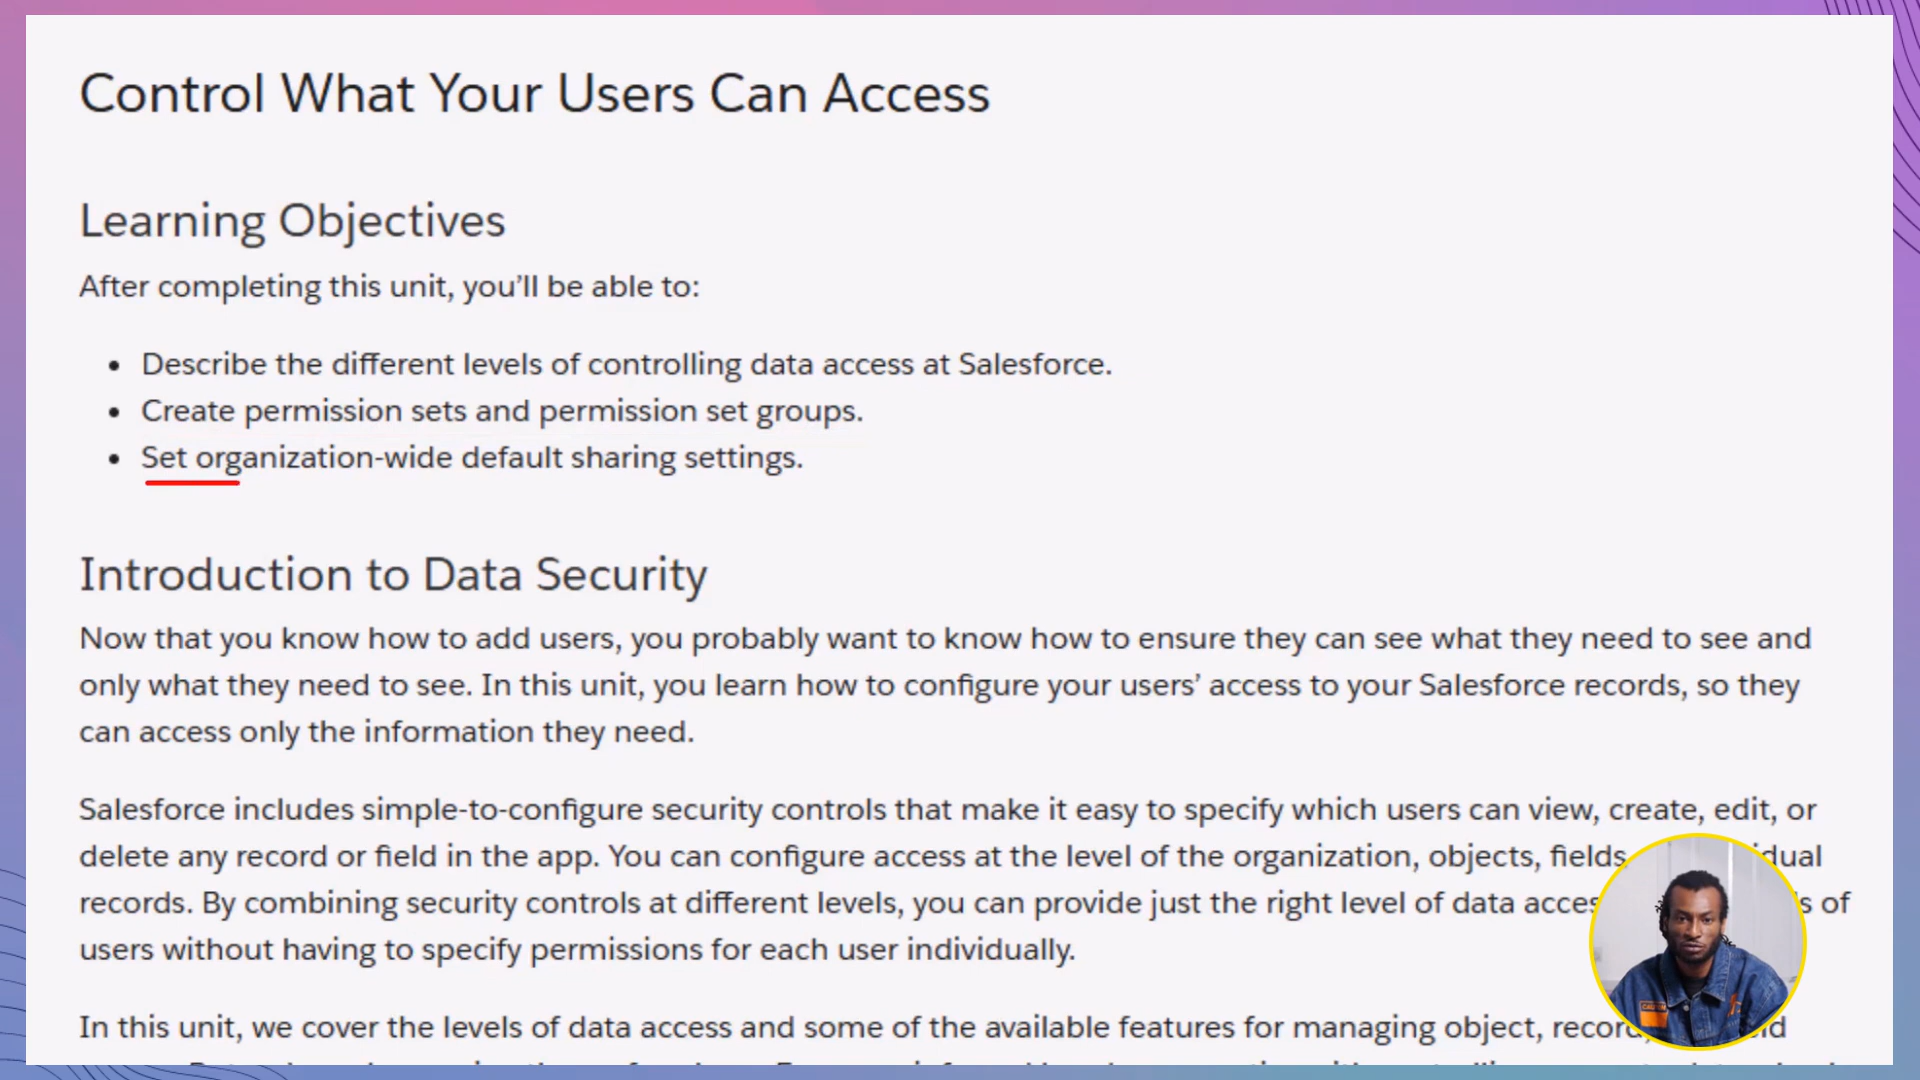 Control What Your Users Can Access
Learning Objectives
After completing this unit, you’ll be able to:
• Describe the different levels of controlling data access at Salesforce.
• Create permission sets and permission set groups.
• Set organization-wide default sharing settings.
Introduction to Data Security
Now that you know how to add users, you probably want to know how to ensure they can see what they need to see and
only what they need to see. In this unit, you learn how to configure your users’ access to your Salesforce records, so they
can access only the information they need.
Salesforce includes simple-to-configure security controls that make it easy to specify which users can view, create, edit, or
delete any record or field in the app. You can configure access at the level of the organization, objects, fields
records. By combining security controls at different levels, you can provide just the right level of data of
users without having to specify permissions for each user individually.
In this unit, we cover the levels of data access and some of the available features for managing object,